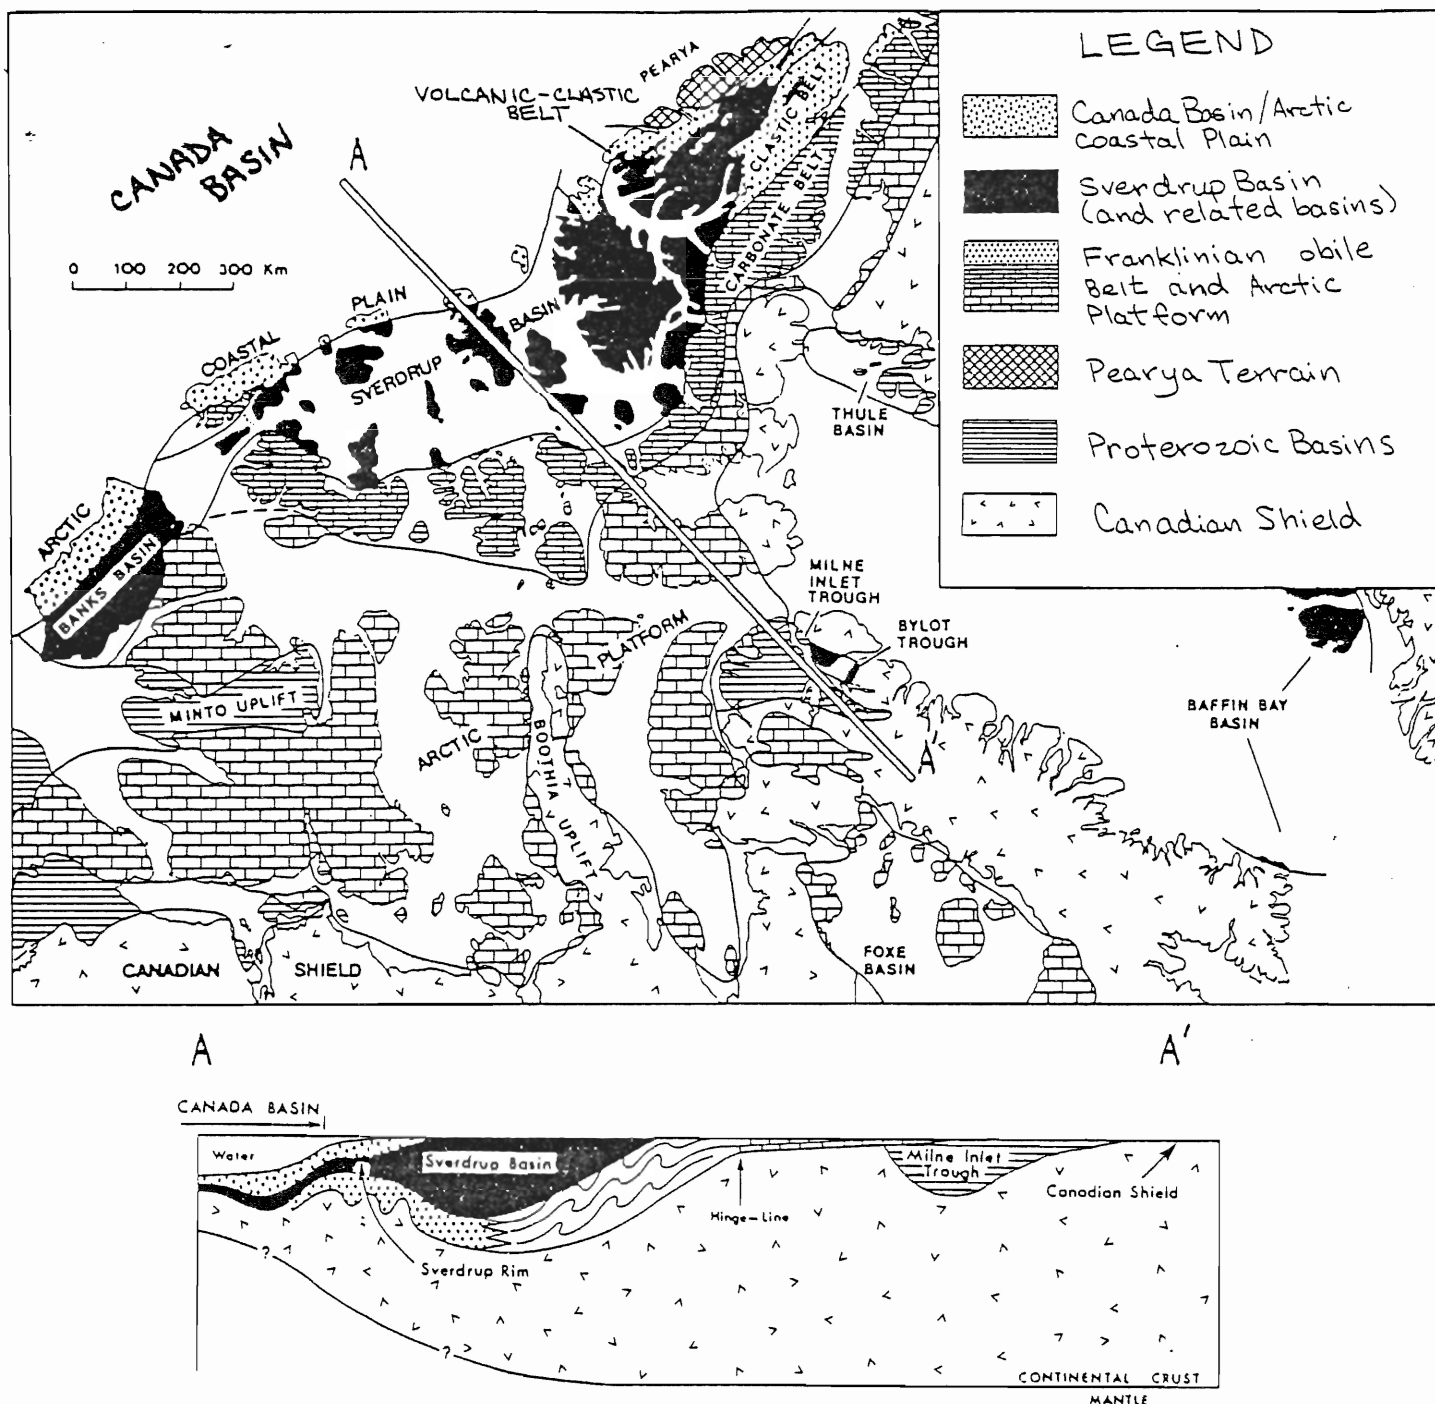 LEGEND
Canada Basin/Arctic
Coastal Plain
Sverdrup Basin
(and related basins)
Franklinian obile
Belt and Arctic
Platform
Pearya Terrain
Proterozoic Basins
Canadian Shield
PEARYA
VOLCANIC-CLASTIC
BELT
CLASTIC BELT
CARBONATE BELT
CANADA
BASIN
A
0 100 200 300 Km
COASTAL
PLAIN
SVERDRUP
BASIN
THULE
BASIN
ARCTIC
BANKS BASIN
MILNE
INLET
TROUGH
BYLOT
TROUGH
PLATFORM
MINTO UPLIFT
ARCTIC
BOOTHIA UPLIFT
BAFFIN BAY
BASIN
A'
FOXE
BASIN
CANADIAN SHIELD
A
A'
CANADA BASIN
Water
Sverdrup Basin
Milne Inlet
Trough
Canadian Shield
Hinge-Line
Sverdrup Rim
?
?
CONTINENTAL CRUST
MANTLE